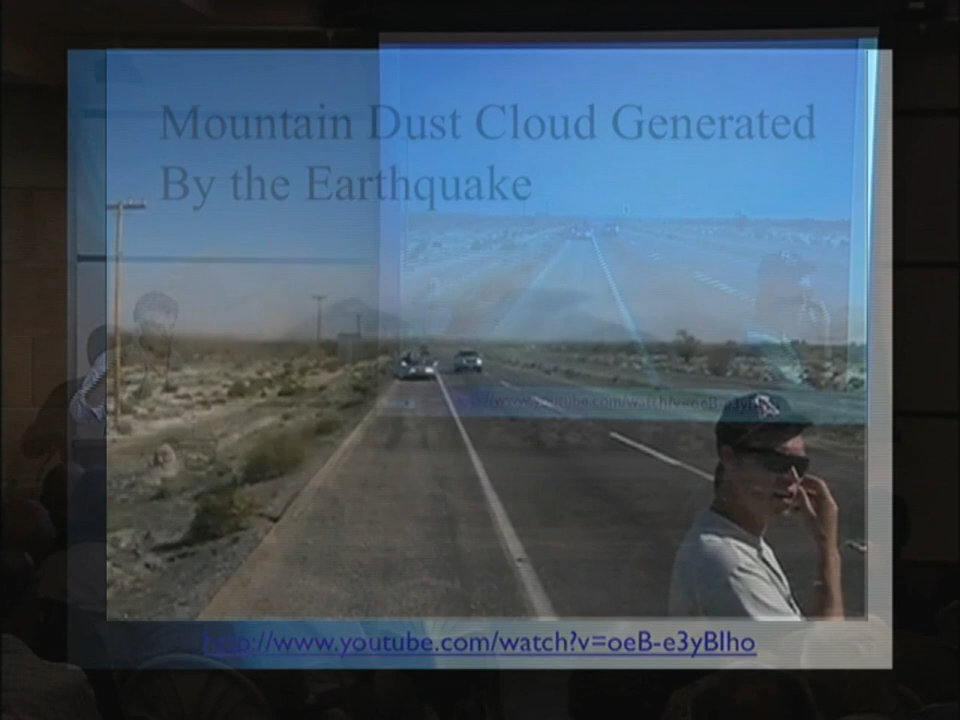 Mountain Dust Cloud Generated
By the Earthquake
http://www.youtube.com/watch?v=oeB-e3yBlho